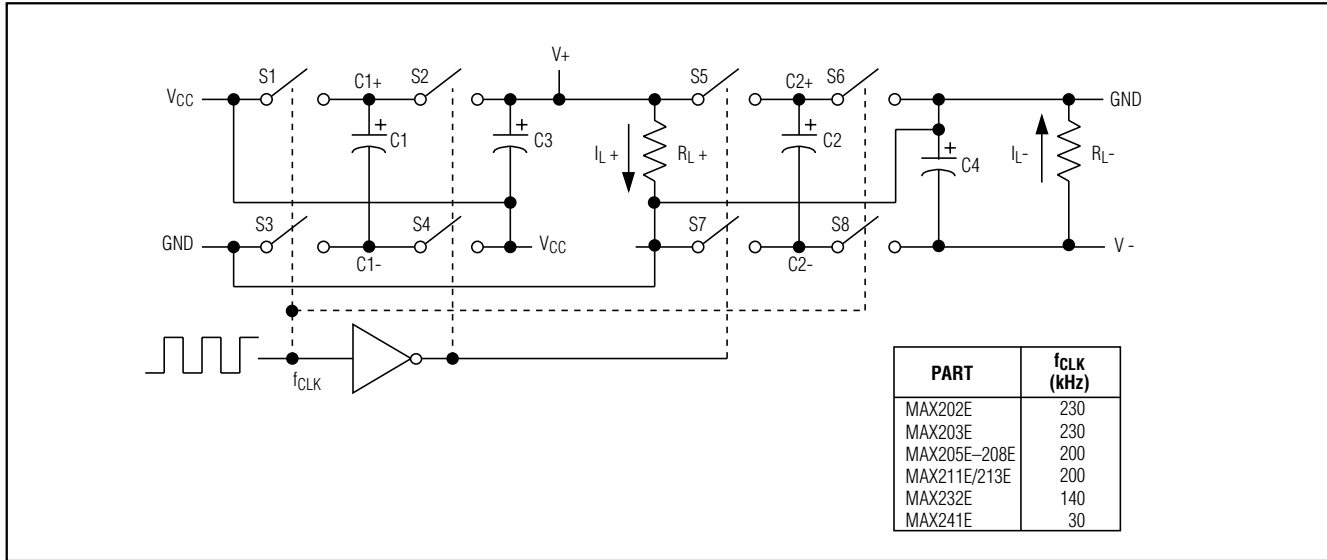 V+
S1 C1+ S2 S5 C2+ S6
VCC GND
+ + + +
C1 C3 IL + RL + C2 C4 IL- RL-
S3 S4 S7 S8
GND VCC V -
C1- C2-
fCLK
PART fCLK (kHz)
MAX202E 230
MAX203E 230
MAX205E–208E 200
MAX211E/213E 200
MAX232E 140
MAX241E 30